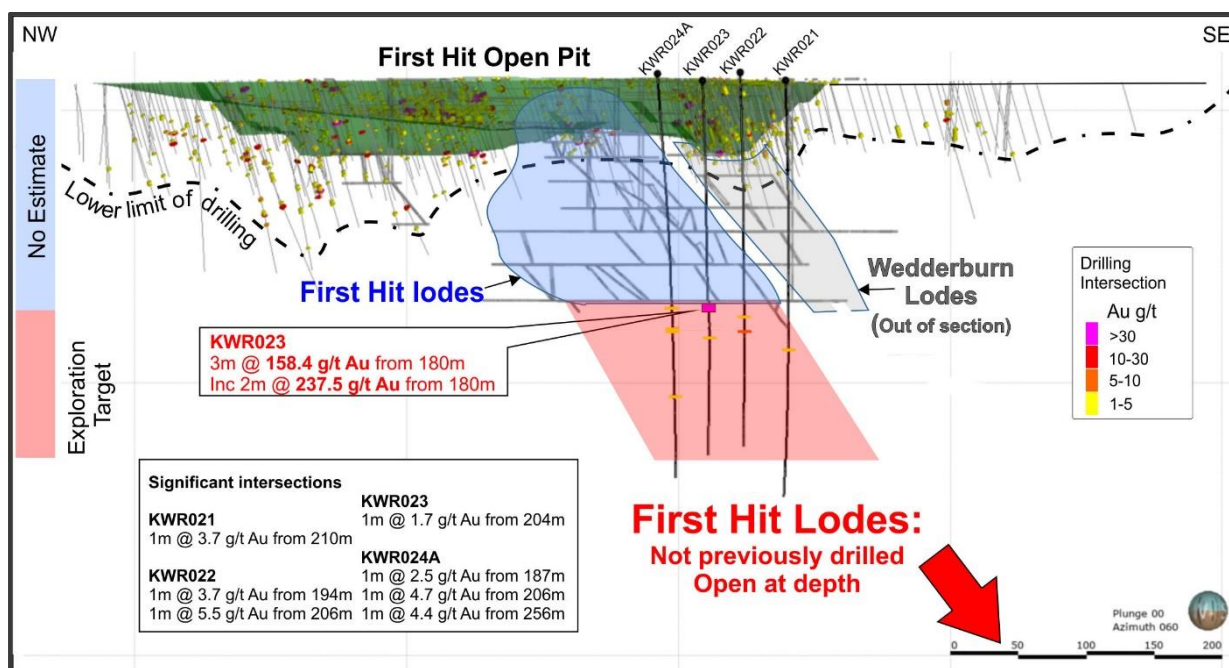 NW
SE
First Hit Open Pit
KWR024A
KWR023
KWR022
KWR021
No Estimate
Exploration
Target
Lower limit of drilling
First Hit lodes
Wedderburn
Lodes
(Out of section)
KWR023
3m @ 158.4 g/t Au from 180m
Inc 2m @ 237.5 g/t Au from 180m
Drilling
Intersection
Au g/t
>30
10-30
5-10
1-5
Significant intersections
KWR021
1m @ 3.7 g/t Au from 210m
KWR022
1m @ 3.7 g/t Au from 194m
1m @ 5.5 g/t Au from 206m
KWR023
1m @ 1.7 g/t Au from 204m
KWR024A
1m @ 2.5 g/t Au from 187m
1m @ 4.7 g/t Au from 206m
1m @ 4.4 g/t Au from 256m
First Hit Lodes:
Not previously drilled
Open at depth
Plunge 00
Azimuth 060
0 50 100 150 200